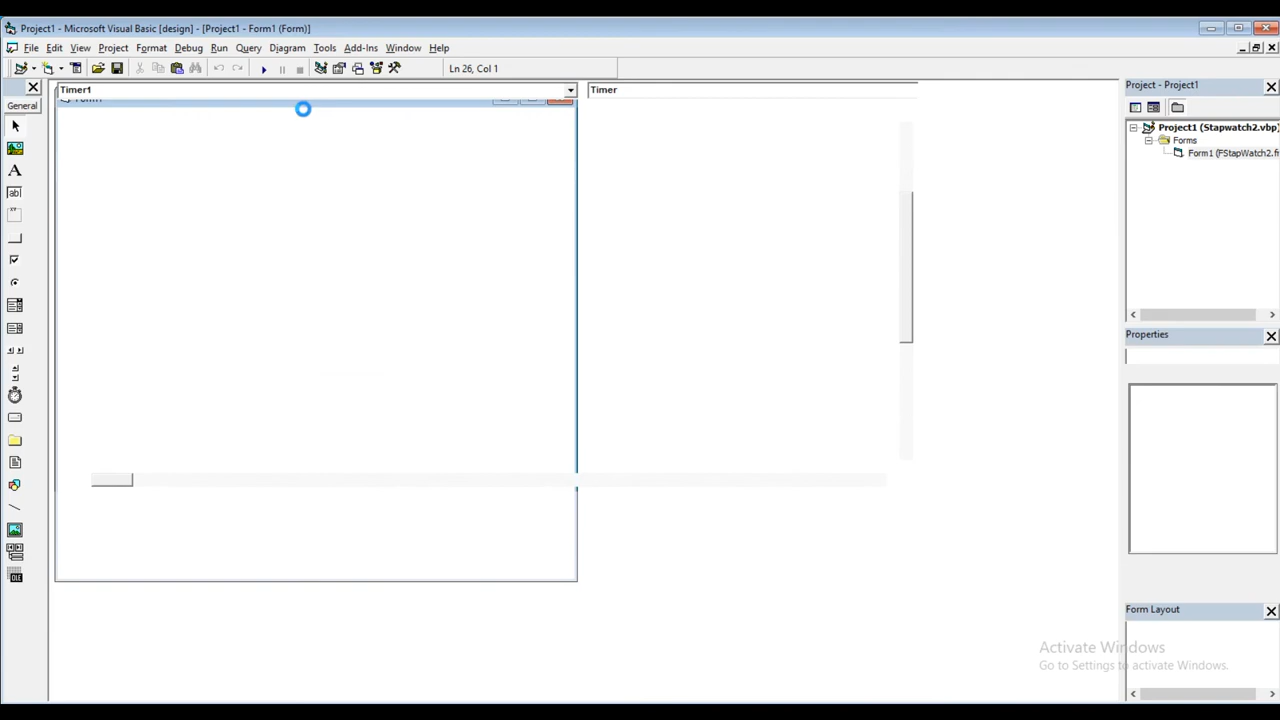 Project1 - Microsoft Visual Basic [design] - [Project1 - Form1 (Form)]
File Edit View Project Format Debug Run Query Diagram Tools Add-Ins Window Help
Ln 26, Col 1
General
Timer1
Timer
A
ab
Project - Project1
Project1 (Stapwatch2.vbp)
Forms
Form1 (FStapWatch2.fr
Properties
Form Layout
Activate Windows
Go to Settings to activate Windows.